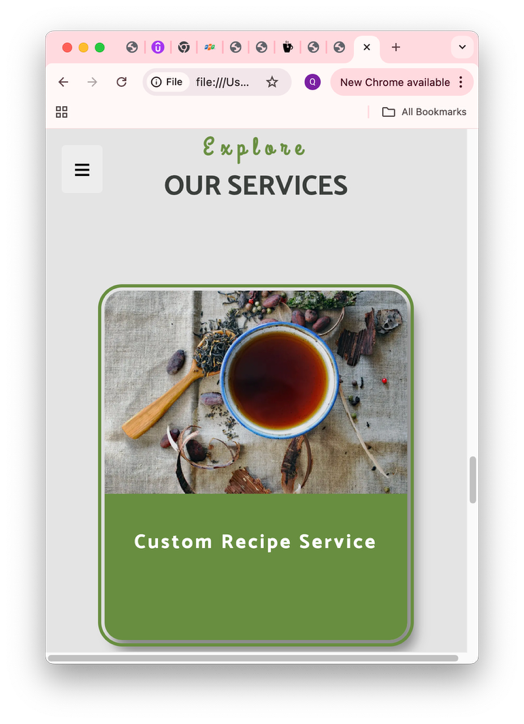 File
file:///Us...
Q
New Chrome available
All Bookmarks
Explore
OUR SERVICES
Custom Recipe Service